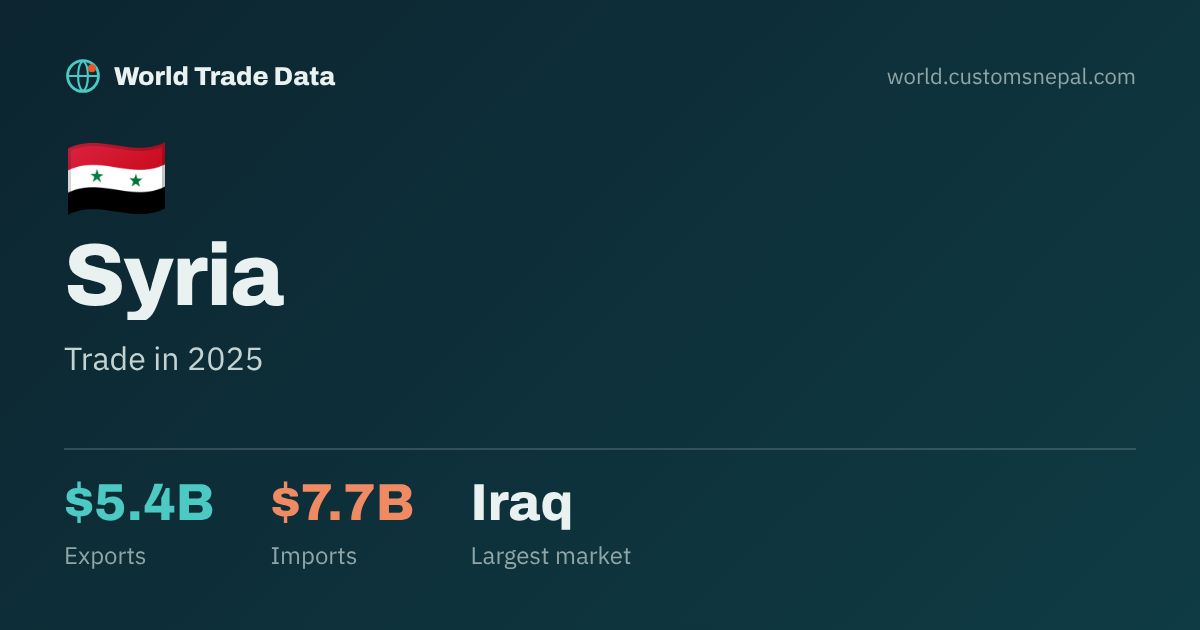 World Trade Data
world.customsnepal.com
Syria
Trade in 2025
$5.4B
Exports
$7.7B
Imports
Iraq
Largest market